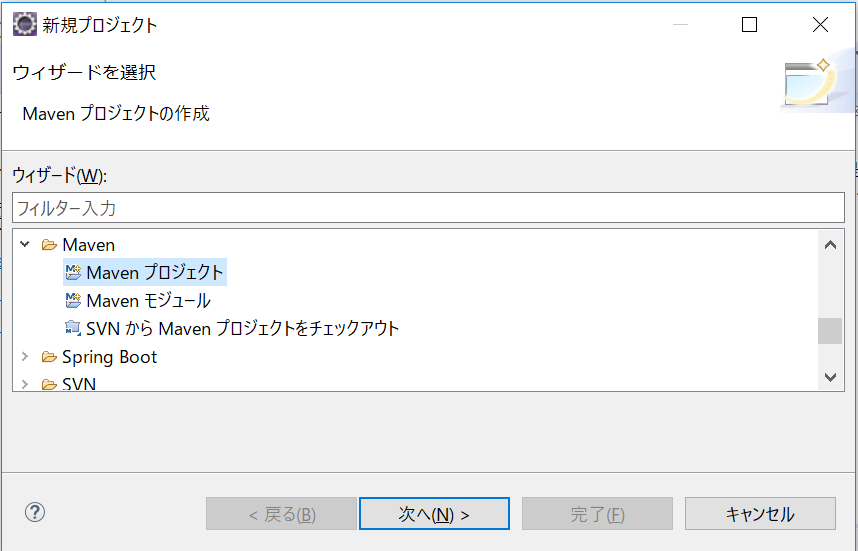 新規プロジェクト
ウィザードを選択
Maven プロジェクトの作成
ウィザード(W):
フィルター入力
Maven
Maven プロジェクト
Maven モジュール
SVN から Maven プロジェクトをチェックアウト
Spring Boot
SVN
< 戻る(B)
次へ(N) >
完了(F)
キャンセル